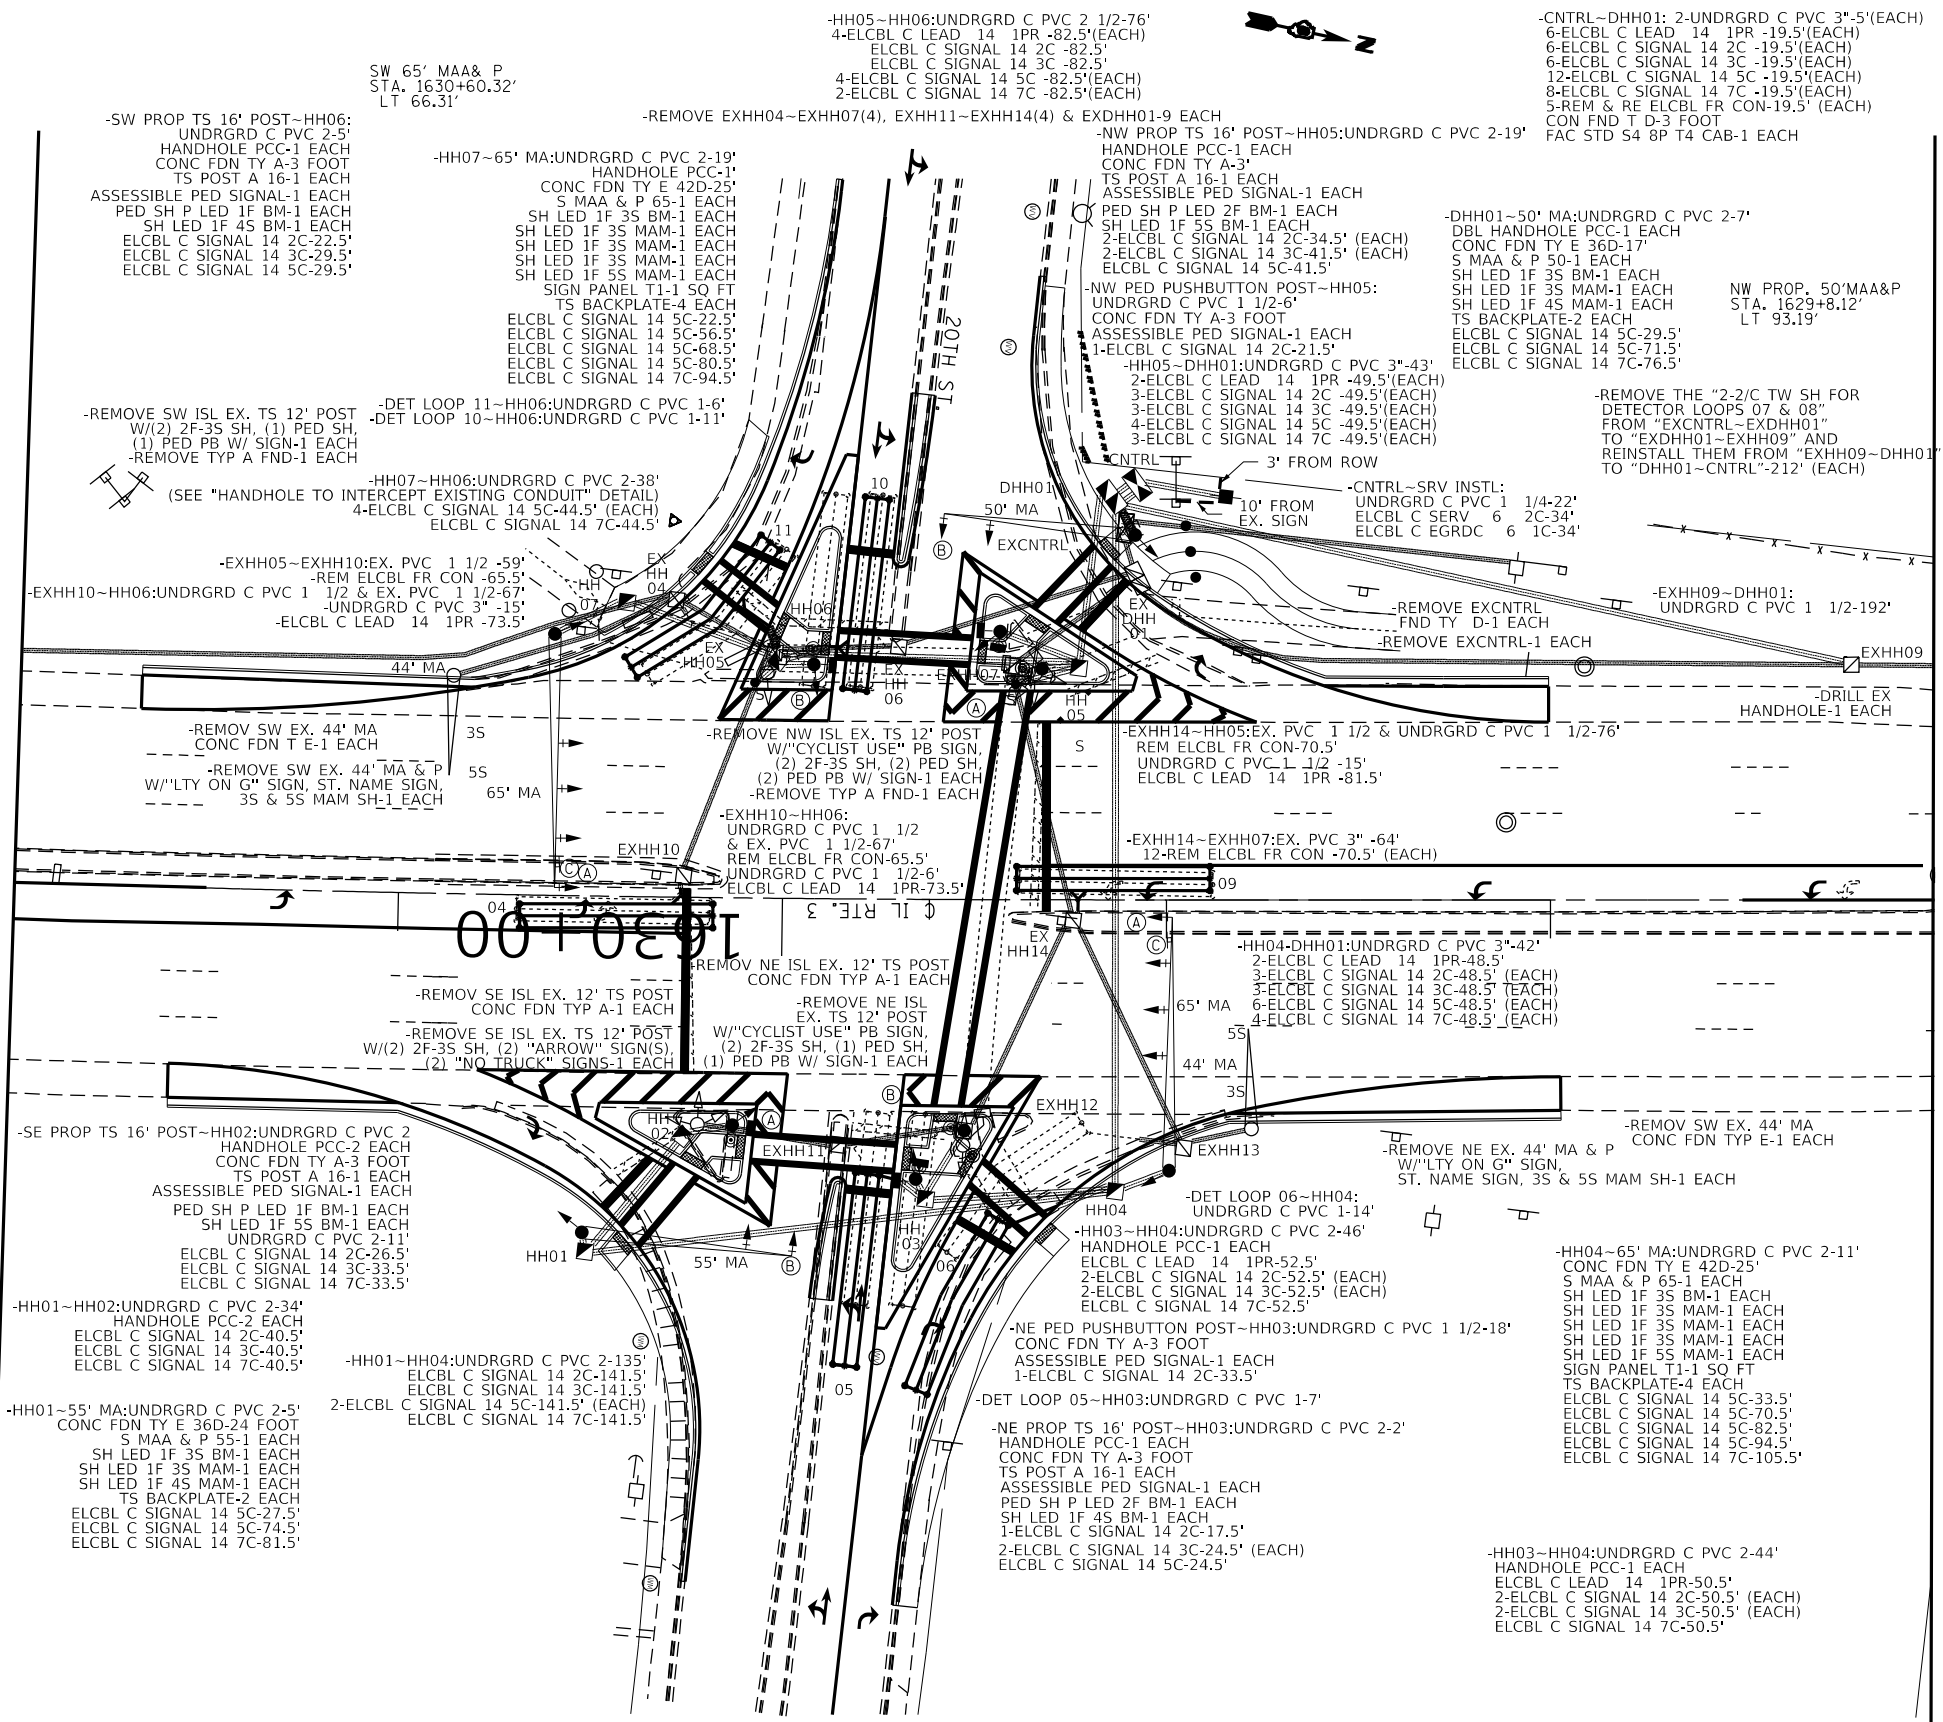 -HH05~HH06:UNDRGRD C PVC 2 1/2-76'
4-ELCBL C LEAD 14 1PR -82.5'(EACH)
ELCBL C SIGNAL 14 2C -82.5'
ELCBL C SIGNAL 14 3C -82.5'
4-ELCBL C SIGNAL 14 5C -82.5'(EACH)
2-ELCBL C SIGNAL 14 7C -82.5'(EACH)
N
-CNTRL~DHH01: 2-UNDRGRD C PVC 3"-5'(EACH)
6-ELCBL C LEAD 14 1PR -19.5'(EACH)
6-ELCBL C SIGNAL 14 2C -19.5'(EACH)
6-ELCBL C SIGNAL 14 3C -19.5'(EACH)
12-ELCBL C SIGNAL 14 5C -19.5'(EACH)
8-ELCBL C SIGNAL 14 7C -19.5'(EACH)
5-REM & RE ELCBL FR CON-19.5' (EACH)
CON FND T D-3 FOOT
FAC STD S4 8P T4 CAB-1 EACH
SW 65' MAA& P
STA. 1630+60.32'
LT 66.31'
-REMOVE EXHH04~EXHH07(4), EXHH11~EXHH14(4) & EXDHH01-9 EACH
-SW PROP TS 16' POST~HH06:
UNDRGRD C PVC 2-5'
HANDHOLE PCC-1 EACH
CONC FDN TY A-3 FOOT
TS POST A 16-1 EACH
ASSESSIBLE PED SIGNAL-1 EACH
PED SH P LED 1F BM-1 EACH
SH LED 1F 4S BM-1 EACH
ELCBL C SIGNAL 14 2C-22.5'
ELCBL C SIGNAL 14 3C-29.5'
ELCBL C SIGNAL 14 5C-29.5'
-HH07~65' MA:UNDRGRD C PVC 2-19'
HANDHOLE PCC-1'
CONC FDN TY E 42D-25'
S MAA & P 65-1 EACH
SH LED 1F 3S BM-1 EACH
SH LED 1F 3S MAM-1 EACH
SH LED 1F 3S MAM-1 EACH
SH LED 1F 3S MAM-1 EACH
SH LED 1F 5S MAM-1 EACH
SIGN PANEL T1-1 SQ FT
TS BACKPLATE-4 EACH
ELCBL C SIGNAL 14 5C-22.5'
ELCBL C SIGNAL 14 5C-56.5'
ELCBL C SIGNAL 14 5C-68.5'
ELCBL C SIGNAL 14 5C-80.5'
ELCBL C SIGNAL 14 7C-94.5'
-NW PROP TS 16' POST~HH05:UNDRGRD C PVC 2-19'
HANDHOLE PCC-1 EACH
CONC FDN TY A-3'
TS POST A 16-1 EACH
ASSESSIBLE PED SIGNAL-1 EACH
PED SH P LED 2F BM-1 EACH
SH LED 1F 5S BM-1 EACH
2-ELCBL C SIGNAL 14 2C-34.5' (EACH)
2-ELCBL C SIGNAL 14 3C-41.5' (EACH)
ELCBL C SIGNAL 14 5C-41.5'
-NW PED PUSHBUTTON POST~HH05:
UNDRGRD C PVC 1 1/2-6'
CONC FDN TY A-3 FOOT
ASSESSIBLE PED SIGNAL-1 EACH
1-ELCBL C SIGNAL 14 2C-21.5'
-HH05~DHH01:UNDRGRD C PVC 3"-43'
2-ELCBL C LEAD 14 1PR -49.5'(EACH)
3-ELCBL C SIGNAL 14 2C -49.5'(EACH)
3-ELCBL C SIGNAL 14 3C -49.5'(EACH)
4-ELCBL C SIGNAL 14 5C -49.5'(EACH)
3-ELCBL C SIGNAL 14 7C -49.5'(EACH)
-DHH01~50' MA:UNDRGRD C PVC 2-7'
DBL HANDHOLE PCC-1 EACH
CONC FDN TY E 36D-17'
S MAA & P 50-1 EACH
SH LED 1F 3S BM-1 EACH
SH LED 1F 3S MAM-1 EACH
SH LED 1F 4S MAM-1 EACH
TS BACKPLATE-2 EACH
ELCBL C SIGNAL 14 5C-29.5'
ELCBL C SIGNAL 14 5C-71.5'
ELCBL C SIGNAL 14 7C-76.5'
NW PROP. 50'MAA&P
STA. 1629+8.12'
LT 93.19'
20TH ST.
-DET LOOP 11~HH06:UNDRGRD C PVC 1-6'
-DET LOOP 10~HH06:UNDRGRD C PVC 1-11'
-REMOVE SW ISL EX. TS 12' POST
W/(2) 2F-3S SH, (1) PED SH,
(1) PED PB W/ SIGN-1 EACH
-REMOVE TYP A FND-1 EACH
-REMOVE THE "2-2/C TW SH FOR
DETECTOR LOOPS 07 & 08"
FROM "EXCNTRL~EXDHH01"
TO "EXDHH01~EXHH09" AND
REINSTALL THEM FROM "EXHH09~DHH01"
TO "DHH01~CNTRL"-212' (EACH)
-HH07~HH06:UNDRGRD C PVC 2-38'
(SEE "HANDHOLE TO INTERCEPT EXISTING CONDUIT" DETAIL)
4-ELCBL C SIGNAL 14 5C-44.5' (EACH)
ELCBL C SIGNAL 14 7C-44.5'
CNTRL
3' FROM ROW
10' FROM
EX. SIGN
-CNTRL~SRV INSTL:
UNDRGRD C PVC 1 1/4-22'
ELCBL C SERV 6 2C-34'
ELCBL C EGRDC 6 1C-34'
DHH01
50' MA
B
EXCNTRL
10
11
-EXHH05~EXHH10:EX. PVC 1 1/2 -59'
-REM ELCBL FR CON -65.5'
-EXHH10~HH06:UNDRGRD C PVC 1 1/2 & EX. PVC 1 1/2-67'
-UNDRGRD C PVC 3" -15'
-ELCBL C LEAD 14 1PR -73.5'
EX
HH
04
HH
07
HH06
EX
HH05
EX
HH
06
HH
05
EX
DHH
01
-REMOVE EXCNTRL
FND TY D-1 EACH
-REMOVE EXCNTRL-1 EACH
-EXHH09~DHH01:
UNDRGRD C PVC 1 1/2-192'
EXHH09
-DRILL EX
HANDHOLE-1 EACH
44' MA
B
A
-REMOV SW EX. 44' MA
CONC FDN T E-1 EACH
3S
-REMOVE SW EX. 44' MA & P
W/"LTY ON G" SIGN, ST. NAME SIGN,
3S & 5S MAM SH-1 EACH
5S
65' MA
-REMOVE NW ISL EX. TS 12' POST
W/"CYCLIST USE" PB SIGN,
(2) 2F-3S SH, (2) PED SH,
(2) PED PB W/ SIGN-1 EACH
-REMOVE TYP A FND-1 EACH
S
-EXHH14~HH05:EX. PVC 1 1/2 & UNDRGRD C PVC 1 1/2-76'
REM ELCBL FR CON-70.5'
UNDRGRD C PVC 1 1/2 -15'
ELCBL C LEAD 14 1PR -81.5'
-EXHH10~HH06:
UNDRGRD C PVC 1 1/2
& EX. PVC 1 1/2-67'
REM ELCBL FR CON-65.5'
UNDRGRD C PVC 1 1/2-6'
ELCBL C LEAD 14 1PR-73.5'
EXHH10
C A
-EXHH14~EXHH07:EX. PVC 3" -64'
12-REM ELCBL FR CON -70.5' (EACH)
09
04
1630+00
℄ IL RTE. 3
EX
HH14
A
C
-REMOV NE ISL EX. 12' TS POST
CONC FDN TYP A-1 EACH
-REMOV SE ISL EX. 12' TS POST
CONC FDN TYP A-1 EACH
-REMOVE SE ISL EX. TS 12' POST
W/(2) 2F-3S SH, (2) "ARROW" SIGN(S),
(2) "NO TRUCK" SIGNS-1 EACH
-REMOVE NE ISL
EX. TS 12' POST
W/"CYCLIST USE" PB SIGN,
(2) 2F-3S SH, (1) PED SH,
(1) PED PB W/ SIGN-1 EACH
-HH04-DHH01:UNDRGRD C PVC 3"-42'
2-ELCBL C LEAD 14 1PR-48.5'
3-ELCBL C SIGNAL 14 2C-48.5' (EACH)
3-ELCBL C SIGNAL 14 3C-48.5' (EACH)
6-ELCBL C SIGNAL 14 5C-48.5' (EACH)
4-ELCBL C SIGNAL 14 7C-48.5' (EACH)
65' MA
5S
44' MA
3S
B
A
HH
02
EXHH11
EXHH12
EXHH13
-REMOV SW EX. 44' MA
CONC FDN TYP E-1 EACH
-REMOVE NE EX. 44' MA & P
W/"LTY ON G" SIGN,
ST. NAME SIGN, 3S & 5S MAM SH-1 EACH
-SE PROP TS 16' POST~HH02:UNDRGRD C PVC 2
HANDHOLE PCC-2 EACH
CONC FDN TY A-3 FOOT
TS POST A 16-1 EACH
ASSESSIBLE PED SIGNAL-1 EACH
PED SH P LED 1F BM-1 EACH
SH LED 1F 5S BM-1 EACH
UNDRGRD C PVC 2-11'
ELCBL C SIGNAL 14 2C-26.5'
ELCBL C SIGNAL 14 3C-33.5'
ELCBL C SIGNAL 14 7C-33.5'
HH01
55' MA
B
HH
03
06
HH04
-DET LOOP 06~HH04:
UNDRGRD C PVC 1-14'
-HH03~HH04:UNDRGRD C PVC 2-46'
HANDHOLE PCC-1 EACH
ELCBL C LEAD 14 1PR-52.5'
2-ELCBL C SIGNAL 14 2C-52.5' (EACH)
2-ELCBL C SIGNAL 14 3C-52.5' (EACH)
ELCBL C SIGNAL 14 7C-52.5'
-HH04~65' MA:UNDRGRD C PVC 2-11'
CONC FDN TY E 42D-25'
S MAA & P 65-1 EACH
SH LED 1F 3S BM-1 EACH
SH LED 1F 3S MAM-1 EACH
SH LED 1F 3S MAM-1 EACH
SH LED 1F 3S MAM-1 EACH
SH LED 1F 5S MAM-1 EACH
SIGN PANEL T1-1 SQ FT
TS BACKPLATE-4 EACH
ELCBL C SIGNAL 14 5C-33.5'
ELCBL C SIGNAL 14 5C-70.5'
ELCBL C SIGNAL 14 5C-82.5'
ELCBL C SIGNAL 14 5C-94.5'
ELCBL C SIGNAL 14 7C-105.5'
-HH01~HH02:UNDRGRD C PVC 2-34'
HANDHOLE PCC-2 EACH
ELCBL C SIGNAL 14 2C-40.5'
ELCBL C SIGNAL 14 3C-40.5'
ELCBL C SIGNAL 14 7C-40.5'
-HH01~HH04:UNDRGRD C PVC 2-135'
ELCBL C SIGNAL 14 2C-141.5'
ELCBL C SIGNAL 14 3C-141.5'
2-ELCBL C SIGNAL 14 5C-141.5' (EACH)
ELCBL C SIGNAL 14 7C-141.5'
05
-NE PED PUSHBUTTON POST~HH03:UNDRGRD C PVC 1 1/2-18'
CONC FDN TY A-3 FOOT
ASSESSIBLE PED SIGNAL-1 EACH
1-ELCBL C SIGNAL 14 2C-33.5'
-DET LOOP 05~HH03:UNDRGRD C PVC 1-7'
-HH01~55' MA:UNDRGRD C PVC 2-5'
CONC FDN TY E 36D-24 FOOT
S MAA & P 55-1 EACH
SH LED 1F 3S BM-1 EACH
SH LED 1F 3S MAM-1 EACH
SH LED 1F 4S MAM-1 EACH
TS BACKPLATE-2 EACH
ELCBL C SIGNAL 14 5C-27.5'
ELCBL C SIGNAL 14 5C-74.5'
ELCBL C SIGNAL 14 7C-81.5'
-NE PROP TS 16' POST~HH03:UNDRGRD C PVC 2-2'
HANDHOLE PCC-1 EACH
CONC FDN TY A-3 FOOT
TS POST A 16-1 EACH
ASSESSIBLE PED SIGNAL-1 EACH
PED SH P LED 2F BM-1 EACH
SH LED 1F 4S BM-1 EACH
1-ELCBL C SIGNAL 14 2C-17.5'
2-ELCBL C SIGNAL 14 3C-24.5' (EACH)
ELCBL C SIGNAL 14 5C-24.5'
-HH03~HH04:UNDRGRD C PVC 2-44'
HANDHOLE PCC-1 EACH
ELCBL C LEAD 14 1PR-50.5'
2-ELCBL C SIGNAL 14 2C-50.5' (EACH)
2-ELCBL C SIGNAL 14 3C-50.5' (EACH)
ELCBL C SIGNAL 14 7C-50.5'